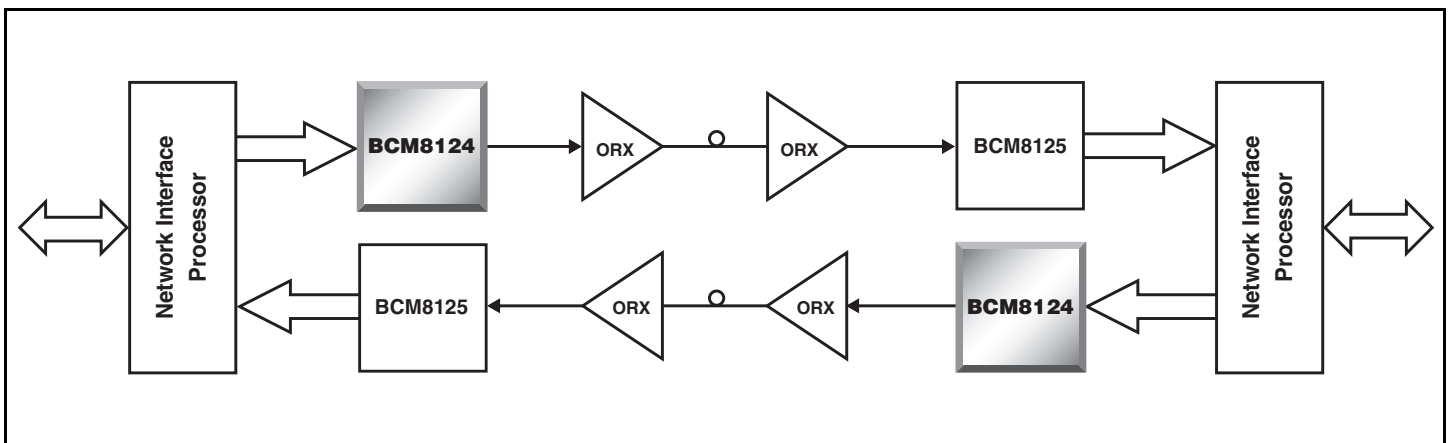 Network Interface
Processor
BCM8124
ORX
ORX
BCM8125
Network Interface
Processor
BCM8125
ORX
ORX
BCM8124